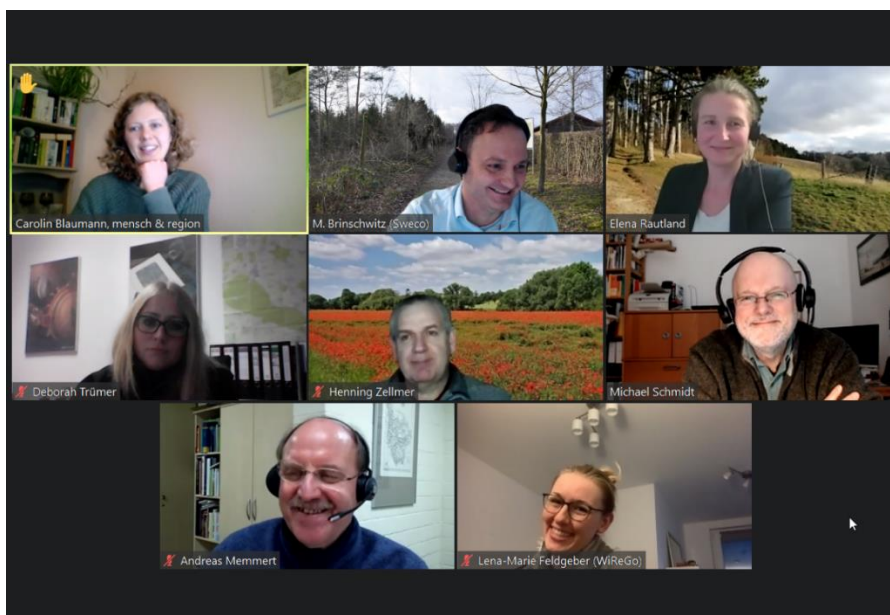 Carolin Blaumann, mensch & region
M. Brinschwitz (Sweco)
Elena Rautland
Deborah Trümer
Henning Zellmer
Michael Schmidt
Andreas Memmert
Lena-Marie Feldgeber (WiReGo)